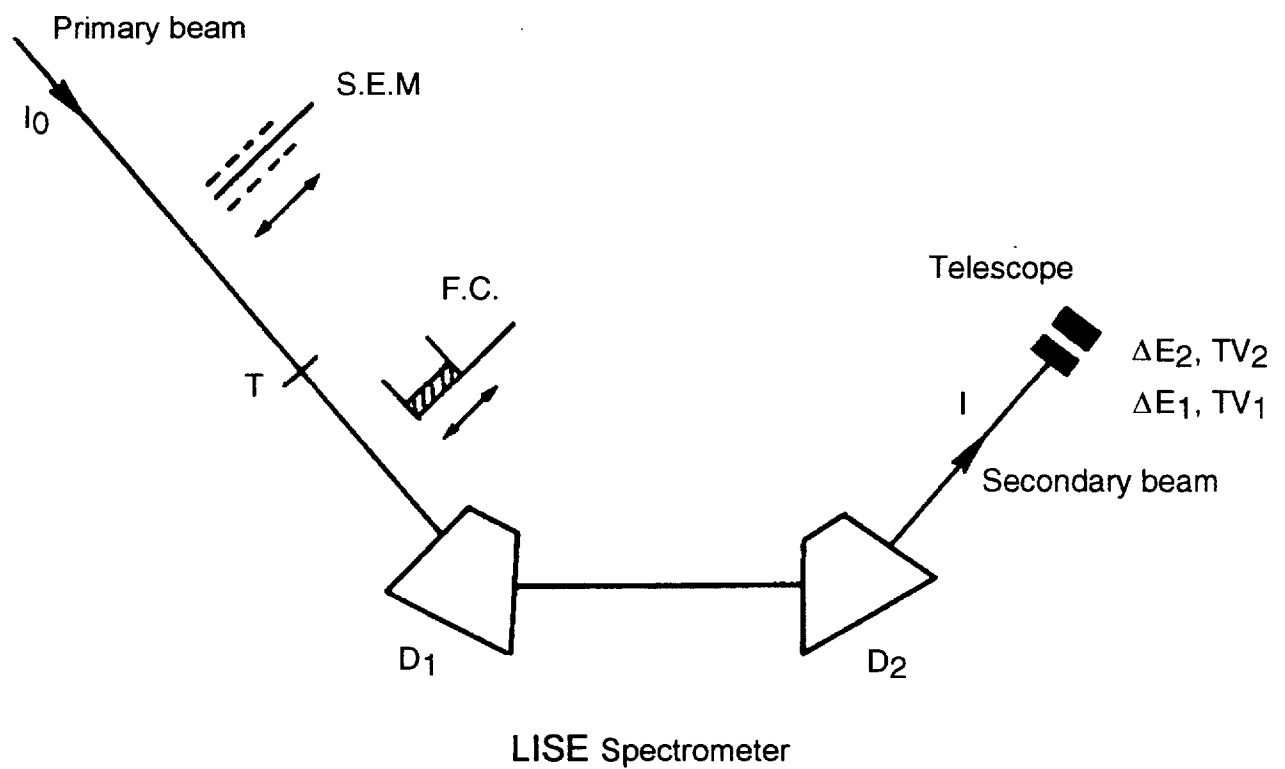 Primary beam
I0
S.E.M
F.C.
T
Telescope
ΔE2, TV2
ΔE1, TV1
I
Secondary beam
D1
D2
LISE Spectrometer